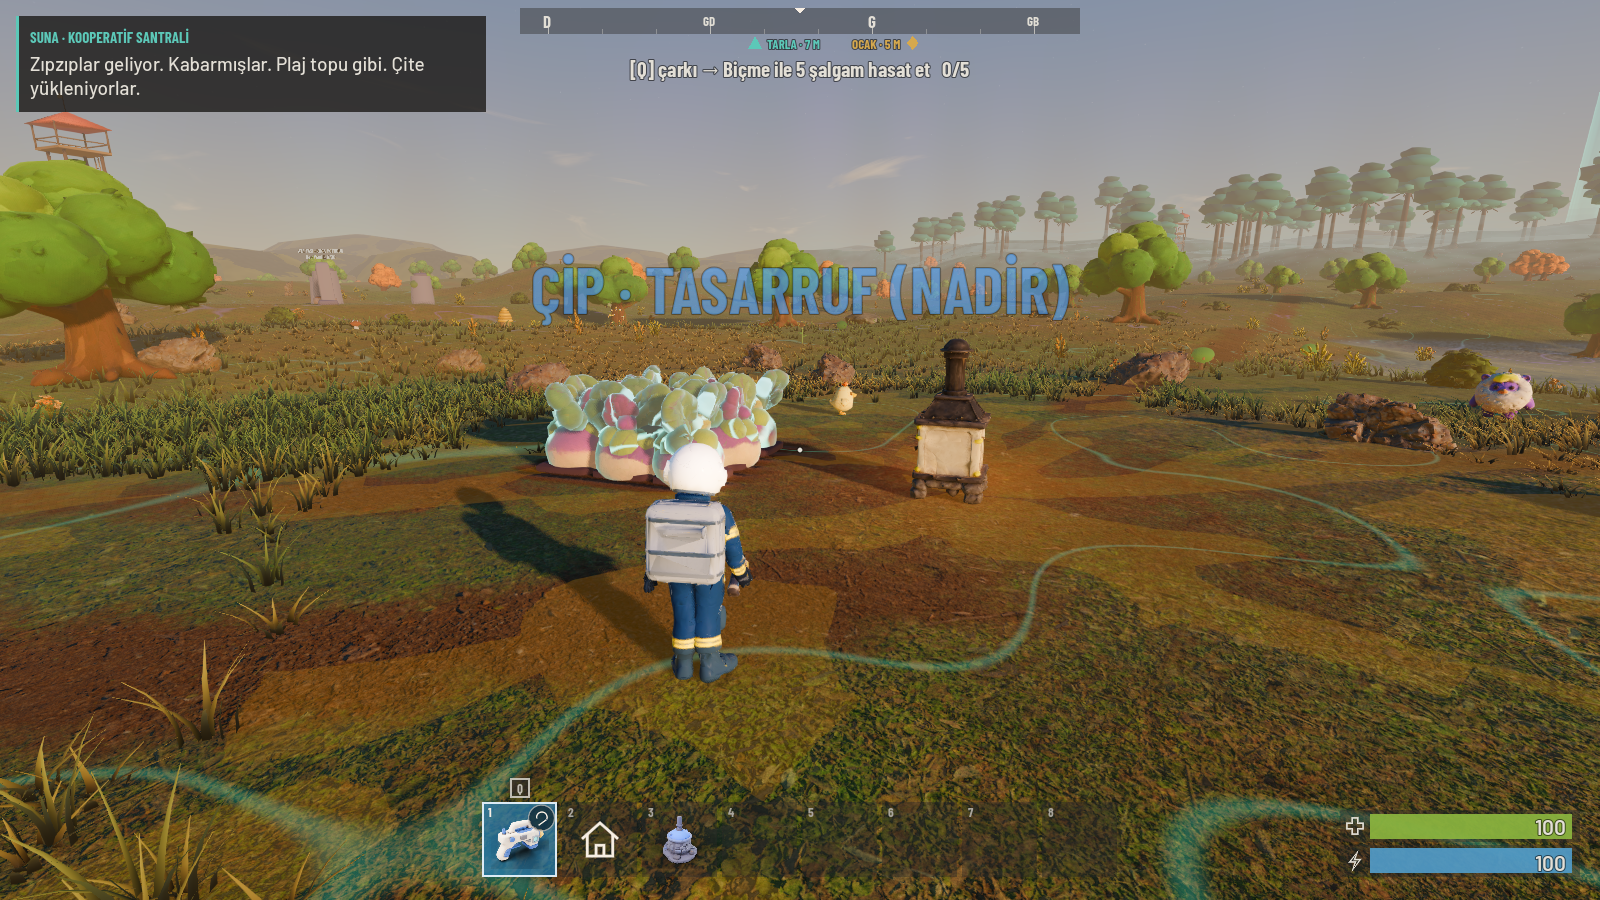 SUNA · KOOPERATİF SANTRALİ
Zıpzıplar geliyor. Kabarmışlar. Plaj topu gibi. Çite
yükleniyorlar.
D GD G GB
TARLA · 7 M OCAK · 5 M
[Q] çarkı → Biçme ile 5 şalgam hasat et 0/5
ÇİP · TASARRUF (NADİR)
Q
1 2 3 4 5 6 7 8
100
100